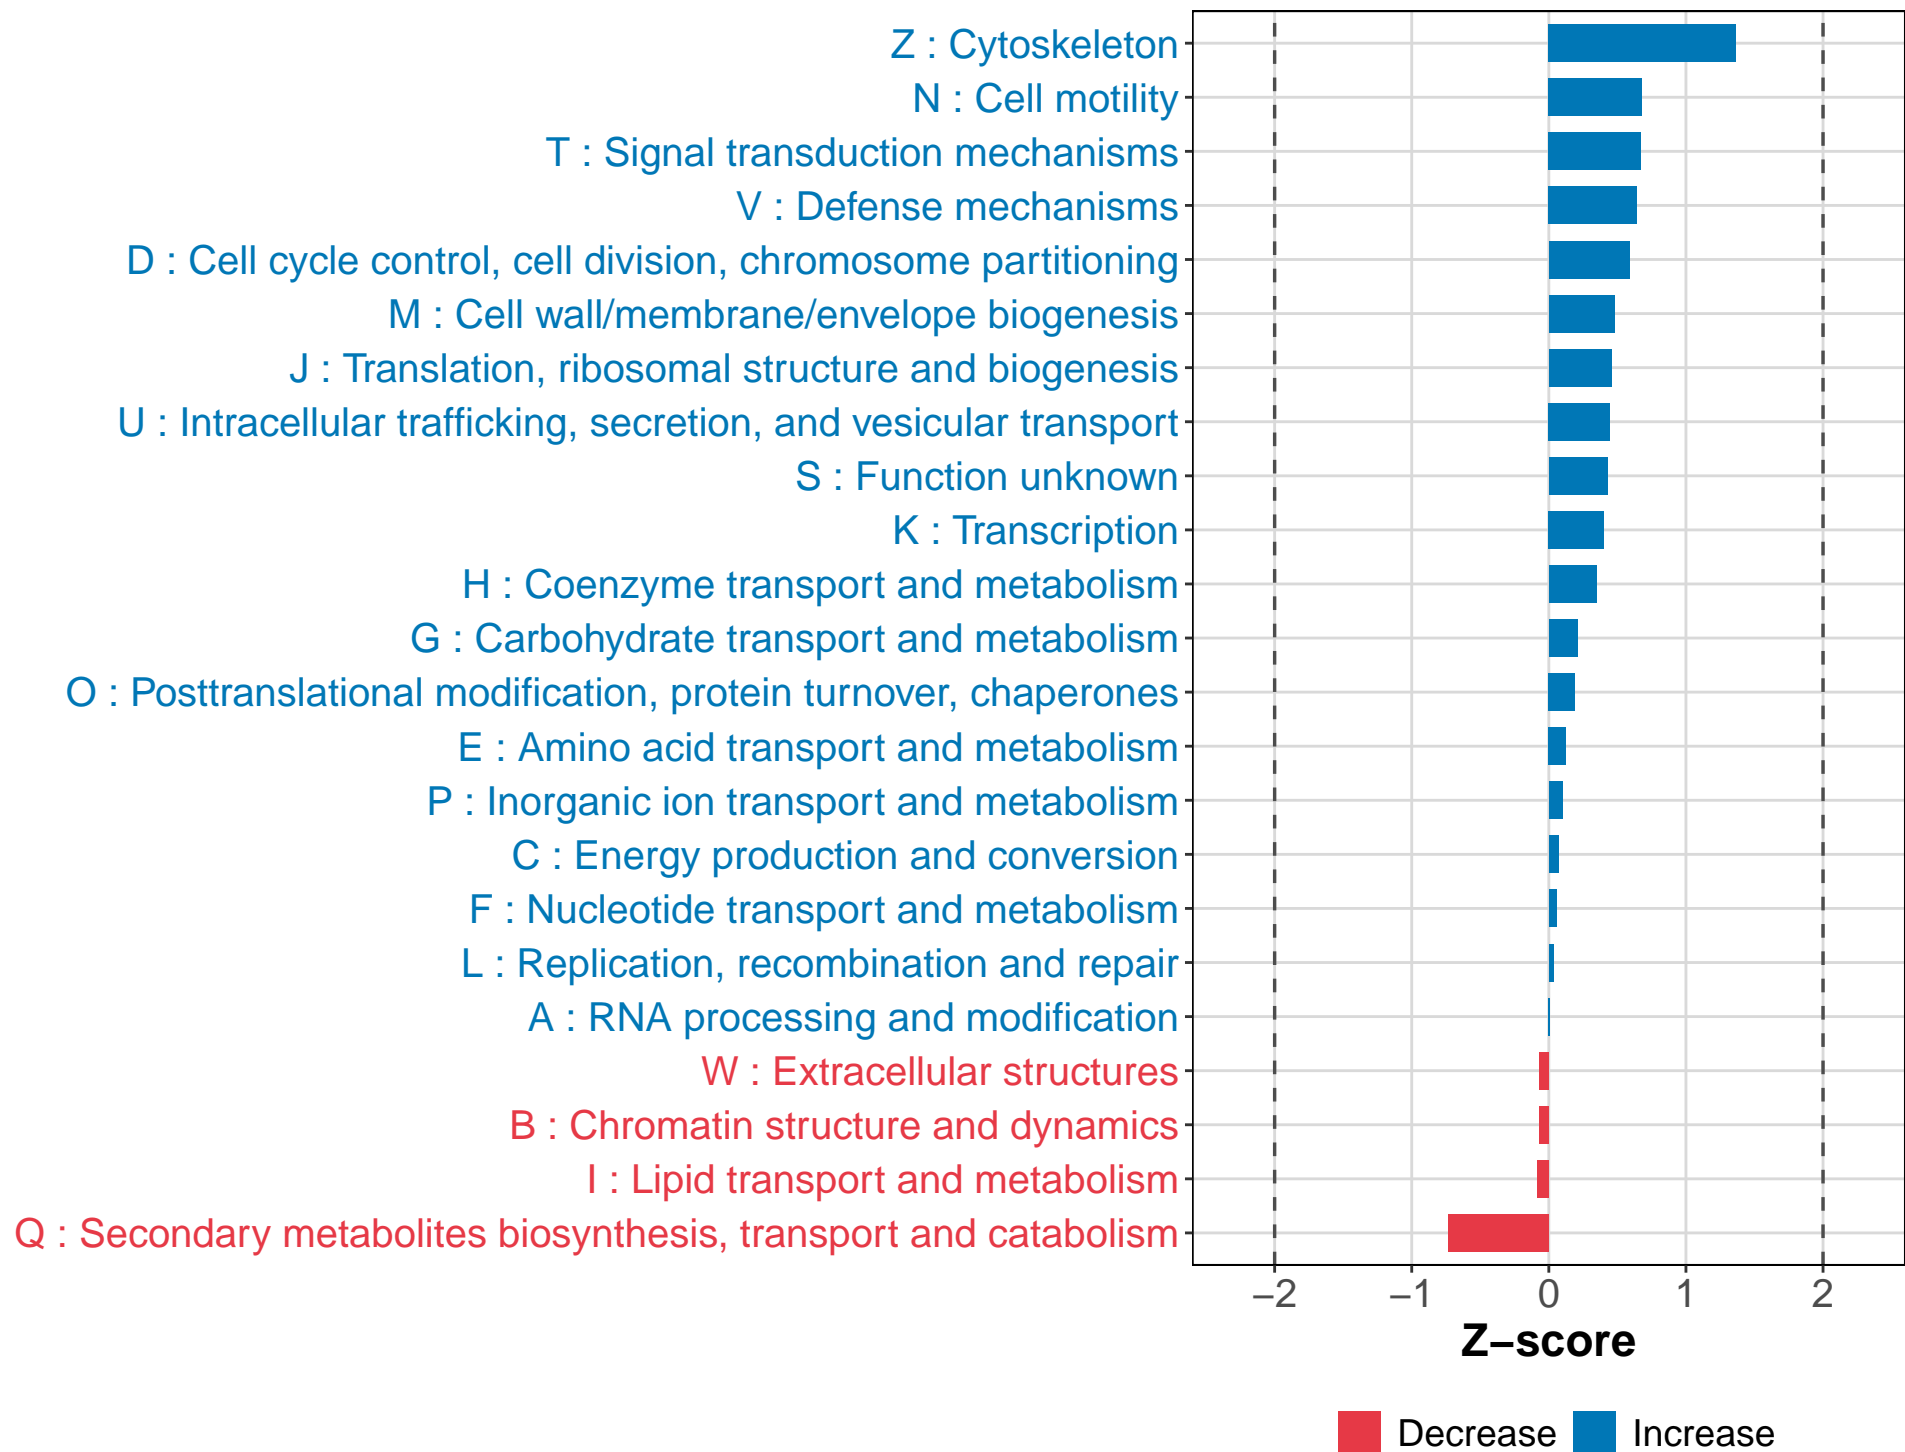 Z : Cytoskeleton
N : Cell motility
T : Signal transduction mechanisms
V : Defense mechanisms
D : Cell cycle control, cell division, chromosome partitioning
M : Cell wall/membrane/envelope biogenesis
J : Translation, ribosomal structure and biogenesis
U : Intracellular trafficking, secretion, and vesicular transport
S : Function unknown
K : Transcription
H : Coenzyme transport and metabolism
G : Carbohydrate transport and metabolism
O : Posttranslational modification, protein turnover, chaperones
E : Amino acid transport and metabolism
P : Inorganic ion transport and metabolism
C : Energy production and conversion
F : Nucleotide transport and metabolism
L : Replication, recombination and repair
A : RNA processing and modification
W : Extracellular structures
B : Chromatin structure and dynamics
I : Lipid transport and metabolism
Q : Secondary metabolites biosynthesis, transport and catabolism
−2 −1 0 1 2
Z−score
Decrease Increase